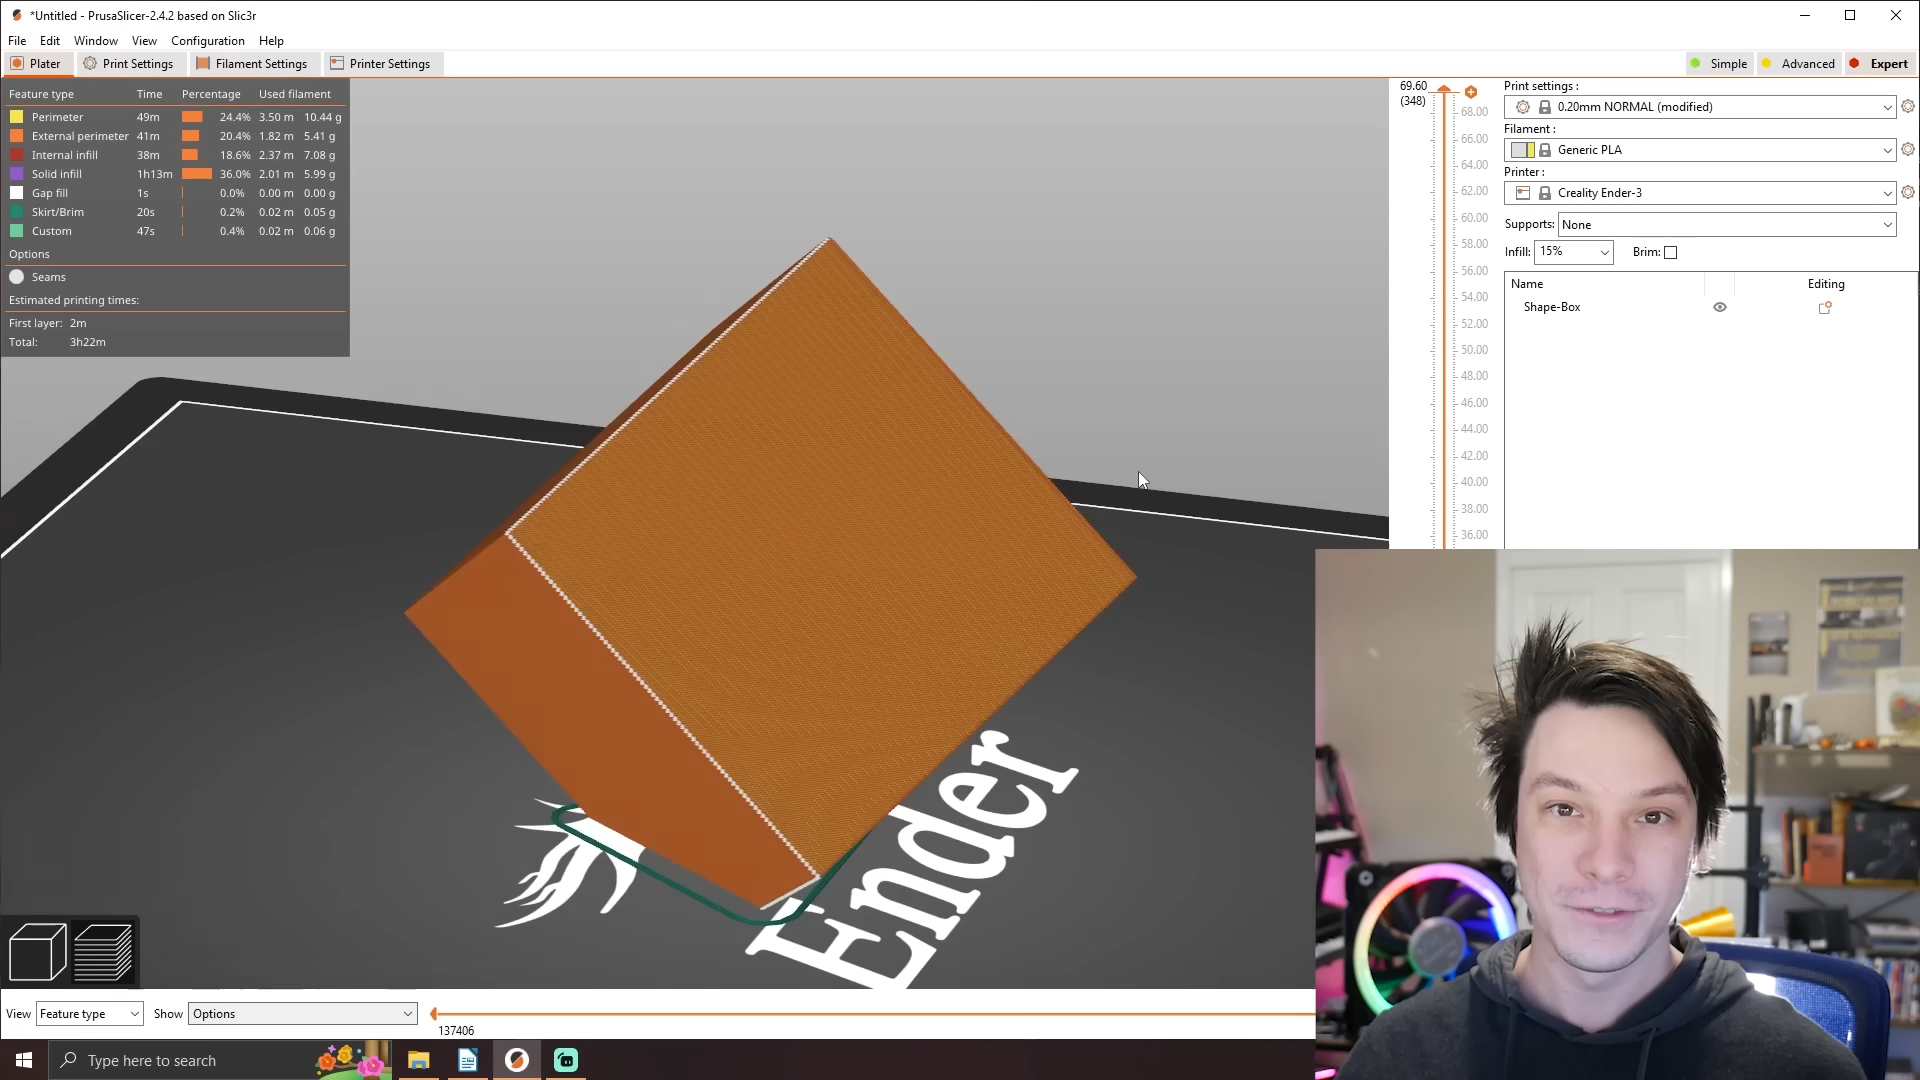 *Untitled - PrusaSlicer-2.4.2 based on Slic3r
File Edit Window View Configuration Help
Plater Print Settings Filament Settings Printer Settings Simple Advanced Expert
Feature type Time Percentage Used filament
Perimeter 49m 24.4% 3.50 m 10.44 g
External perimeter 41m 20.4% 1.82 m 5.41 g
Internal infill 38m 18.6% 2.37 m 7.08 g
Solid infill 1h13m 36.0% 2.01 m 5.99 g
Gap fill 1s 0.0% 0.00 m 0.00 g
Skirt/Brim 20s 0.2% 0.02 m 0.05 g
Custom 47s 0.4% 0.02 m 0.06 g
Options
Seams
Estimated printing times:
First layer: 2m
Total: 3h22m
Ender
69.60
(348)
68.00
66.00
64.00
62.00
60.00
58.00
56.00
54.00
52.00
50.00
48.00
46.00
44.00
42.00
40.00
38.00
36.00
Print settings :
0.20mm NORMAL (modified)
Filament :
Generic PLA
Printer :
Creality Ender-3
Supports: None
Infill: 15% Brim:
Name Editing
Shape-Box
View Feature type Show Options
137406
Type here to search